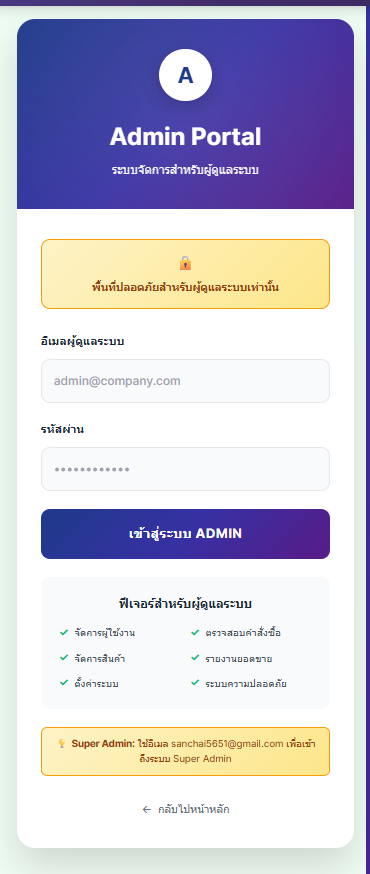 A
Admin Portal
ระบบจัดการสำหรับผู้ดูแลระบบ
🔒
พื้นที่ปลอดภัยสำหรับผู้ดูแลระบบเท่านั้น
อีเมลผู้ดูแลระบบ
admin@company.com
รหัสผ่าน
••••••••••••
เข้าสู่ระบบ ADMIN
ฟีเจอร์สำหรับผู้ดูแลระบบ
✓ จัดการผู้ใช้งาน
✓ ตรวจสอบคำสั่งซื้อ
✓ จัดการสินค้า
✓ รายงานยอดขาย
✓ ตั้งค่าระบบ
✓ ระบบความปลอดภัย
💡 Super Admin: ใช้อีเมล sanchai5651@gmail.com เพื่อเข้า
ถึงระบบ Super Admin
← กลับไปหน้าหลัก